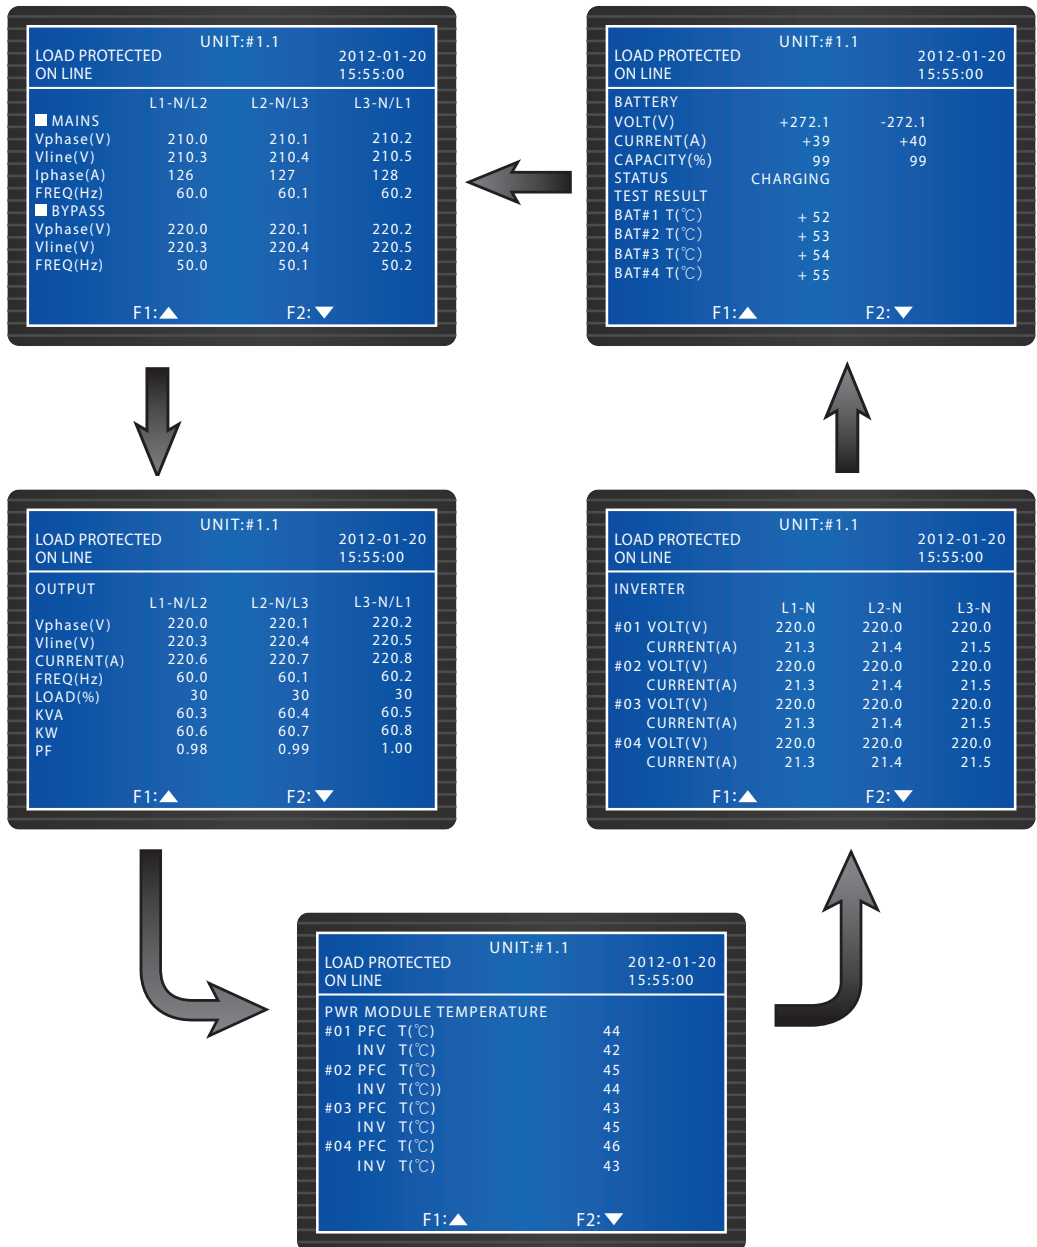 UNIT:#1.1
LOAD PROTECTED 2012-01-20
ON LINE 15:55:00
L1-N/L2 L2-N/L3 L3-N/L1
MAINS
Vphase(V) 210.0 210.1 210.2
Vline(V) 210.3 210.4 210.5
Iphase(A) 126 127 128
FREQ(Hz) 60.0 60.1 60.2
BYPASS
Vphase(V) 220.0 220.1 220.2
Vline(V) 220.3 220.4 220.5
FREQ(Hz) 50.0 50.1 50.2
F1:▲ F2:▼
UNIT:#1.1
LOAD PROTECTED 2012-01-20
ON LINE 15:55:00
BATTERY
VOLT(V) +272.1 -272.1
CURRENT(A) +39 +40
CAPACITY(%) 99 99
STATUS CHARGING
TEST RESULT
BAT#1 T(℃) + 52
BAT#2 T(℃) + 53
BAT#3 T(℃) + 54
BAT#4 T(℃) + 55
F1:▲ F2:▼
UNIT:#1.1
LOAD PROTECTED 2012-01-20
ON LINE 15:55:00
OUTPUT
L1-N/L2 L2-N/L3 L3-N/L1
Vphase(V) 220.0 220.1 220.2
Vline(V) 220.3 220.4 220.5
CURRENT(A) 220.6 220.7 220.8
FREQ(Hz) 60.0 60.1 60.2
LOAD(%) 30 30 30
KVA 60.3 60.4 60.5
KW 60.6 60.7 60.8
PF 0.98 0.99 1.00
F1:▲ F2:▼
UNIT:#1.1
LOAD PROTECTED 2012-01-20
ON LINE 15:55:00
INVERTER
L1-N L2-N L3-N
#01 VOLT(V) 220.0 220.0 220.0
CURRENT(A) 21.3 21.4 21.5
#02 VOLT(V) 220.0 220.0 220.0
CURRENT(A) 21.3 21.4 21.5
#03 VOLT(V) 220.0 220.0 220.0
CURRENT(A) 21.3 21.4 21.5
#04 VOLT(V) 220.0 220.0 220.0
CURRENT(A) 21.3 21.4 21.5
F1:▲ F2:▼
UNIT:#1.1
LOAD PROTECTED 2012-01-20
ON LINE 15:55:00
PWR MODULE TEMPERATURE
#01 PFC T(℃) 44
INV T(℃) 42
#02 PFC T(℃) 45
INV T(℃)) 44
#03 PFC T(℃) 43
INV T(℃) 45
#04 PFC T(℃) 46
INV T(℃) 43
F1:▲ F2:▼